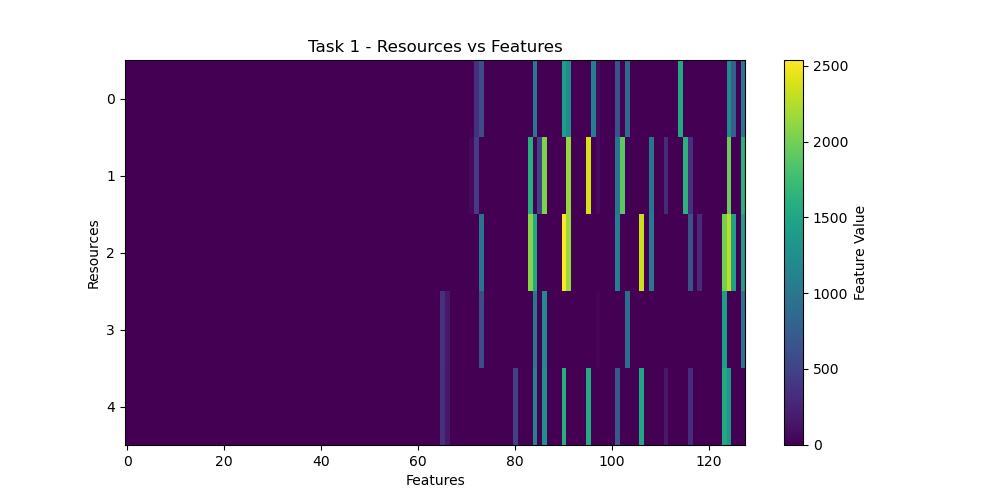 Task 1 - Resources vs Features
Resources
0
1
2
3
4
0 20 40 60 80 100 120
Features
2500
2000
1500
1000
500
0
Feature Value